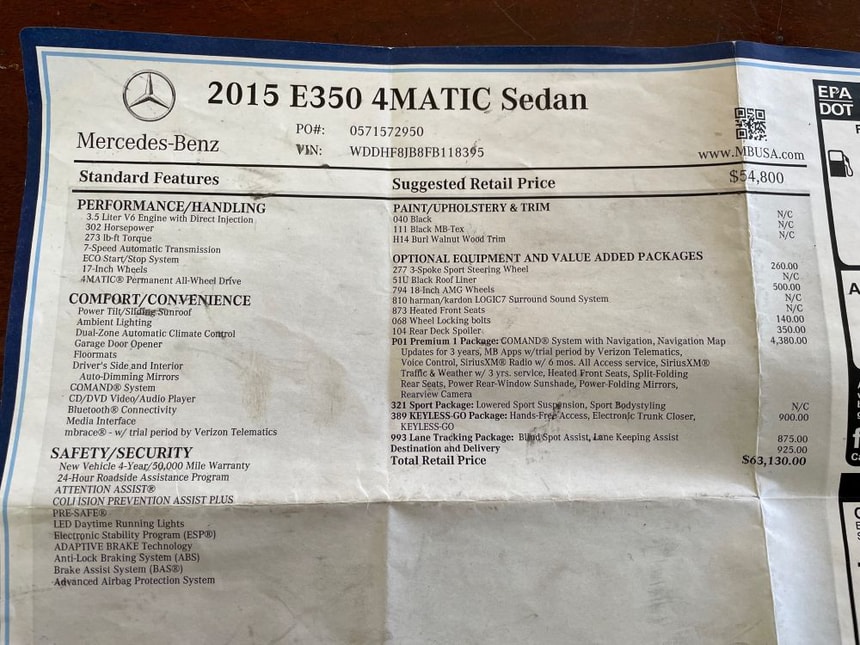 2015 E350 4MATIC Sedan
Mercedes-Benz
PO#: 0571572950
VIN: WDDHF8JB8FB118395
www.MBUSA.com
Standard Features
PERFORMANCE/HANDLING
3.5 Liter V6 Engine with Direct Injection
302 Horsepower
273 lb-ft Torque
7-Speed Automatic Transmission
ECO Start/Stop System
17-Inch Wheels
4MATIC® Permanent All-Wheel Drive
COMFORT/CONVENIENCE
Power Tilt/Sliding Sunroof
Ambient Lighting
Dual-Zone Automatic Climate Control
Garage Door Opener
Floormats
Driver's Side and Interior
Auto-Dimming Mirrors
COMAND® System
CD/DVD Video/Audio Player
Bluetooth® Connectivity
Media Interface
mbrace® - w/ trial period by Verizon Telematics
SAFETY/SECURITY
New Vehicle 4-Year/50,000 Mile Warranty
24-Hour Roadside Assistance Program
ATTENTION ASSIST®
COLLISION PREVENTION ASSIST PLUS
PRE-SAFE®
LED Daytime Running Lights
Electronic Stability Program (ESP®)
ADAPTIVE BRAKE Technology
Anti-Lock Braking System (ABS)
Brake Assist System (BAS®)
Advanced Airbag Protection System
Suggested Retail Price $54,800
PAINT/UPHOLSTERY & TRIM
040 Black N/C
111 Black MB-Tex N/C
H14 Burl Walnut Wood Trim N/C
OPTIONAL EQUIPMENT AND VALUE ADDED PACKAGES
277 3-Spoke Sport Steering Wheel 260.00
51U Black Roof Liner N/C
794 18-Inch AMG Wheels 500.00
810 harman/kardon LOGIC7 Surround Sound System N/C
873 Heated Front Seats N/C
068 Wheel Locking bolts 140.00
104 Rear Deck Spoiler 350.00
P01 Premium 1 Package: COMAND® System with Navigation, Navigation Map 4,380.00
Updates for 3 years, MB Apps w/trial period by Verizon Telematics,
Voice Control, SiriusXM® Radio w/ 6 mos. All Access service, SiriusXM®
Traffic & Weather w/ 3 yrs. service, Heated Front Seats, Split-Folding
Rear Seats, Power Rear-Window Sunshade, Power-Folding Mirrors,
Rearview Camera
321 Sport Package: Lowered Sport Suspension, Sport Bodystyling N/C
389 KEYLESS-GO Package: Hands-Free Access, Electronic Trunk Closer, 900.00
KEYLESS-GO
993 Lane Tracking Package: Blind Spot Assist, Lane Keeping Assist 875.00
Destination and Delivery 925.00
Total Retail Price $63,130.00
EPA
DOT